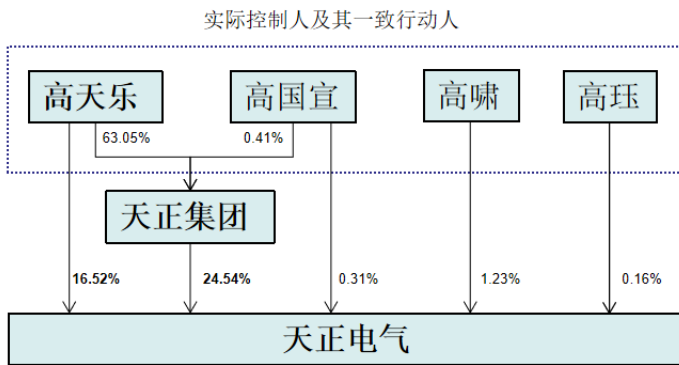 实际控制人及其一致行动人
高天乐 高国宣 高啸 高珏
63.05% 0.41%
天正集团
16.52% 24.54% 0.31% 1.23% 0.16%
天正电气